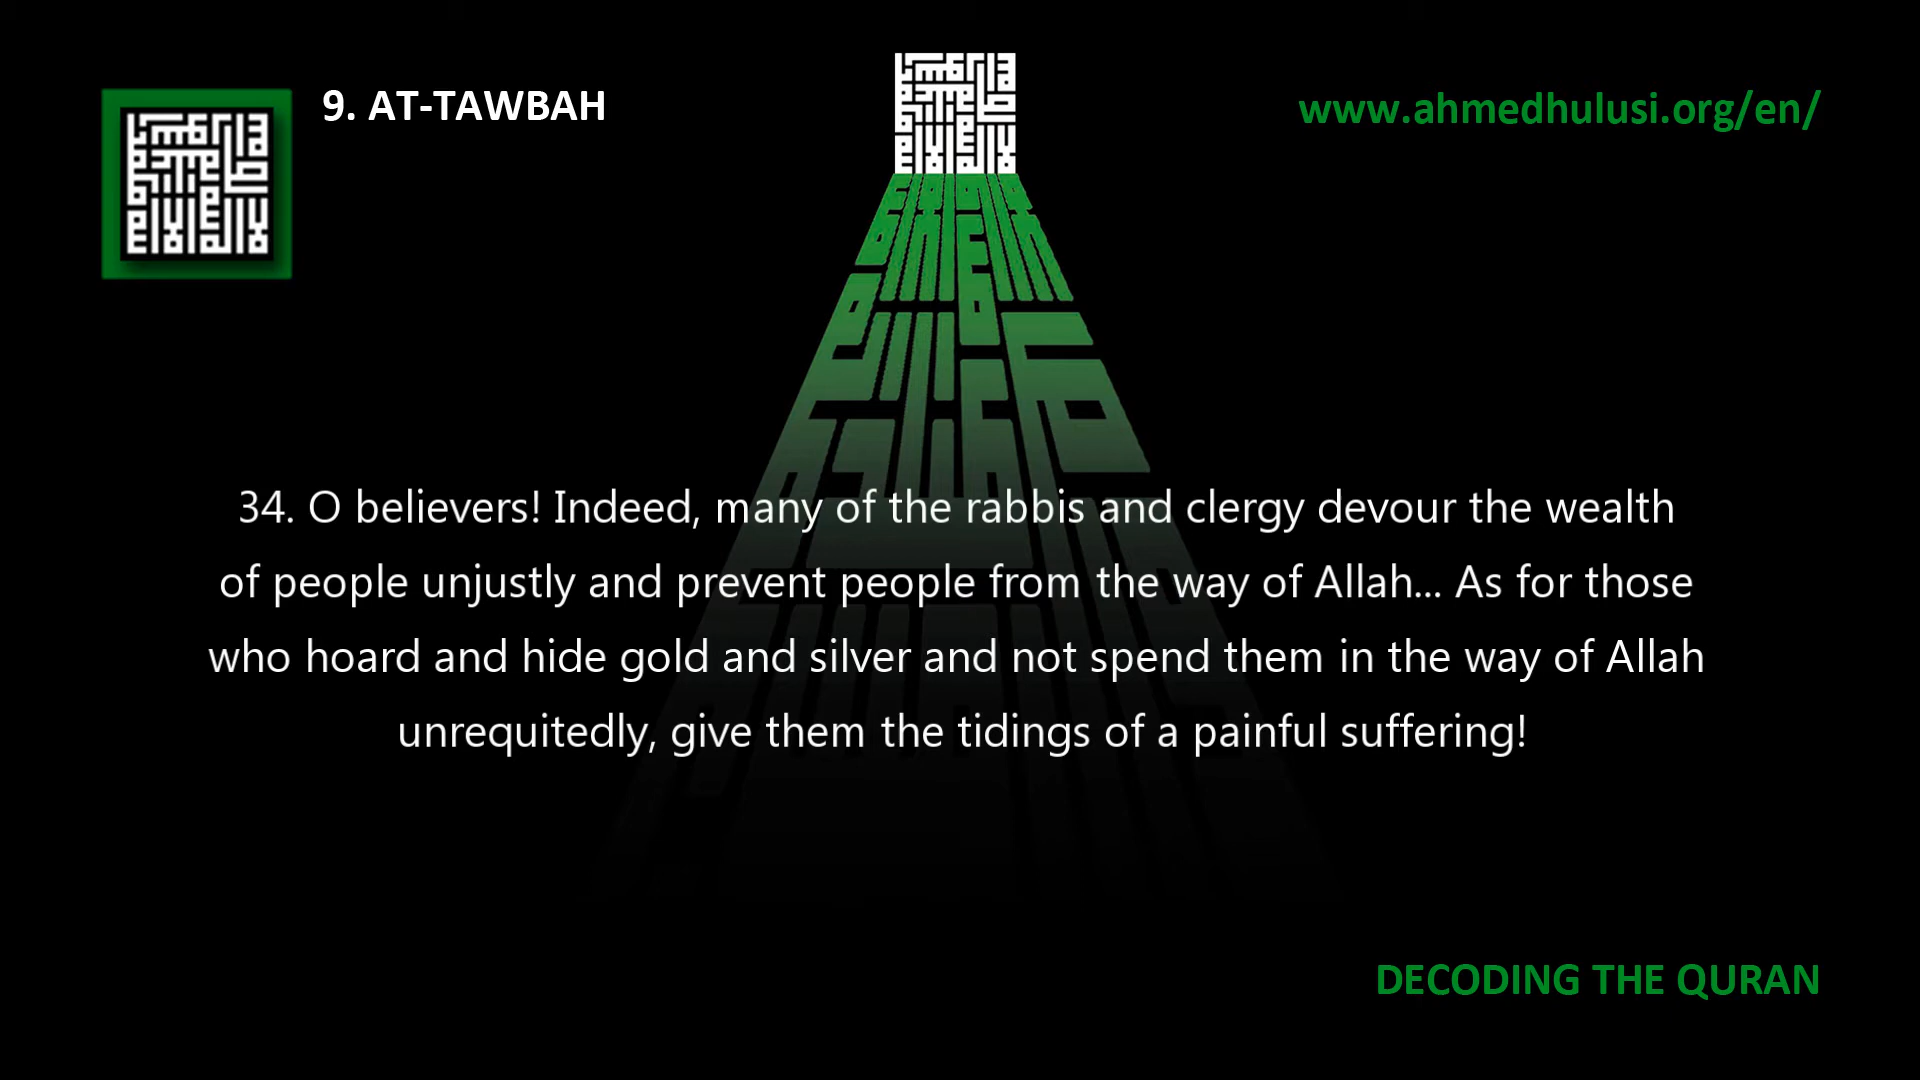 9. AT-TAWBAH
www.ahmedhulusi.org/en/
34. O believers! Indeed, many of the rabbis and clergy devour the wealth
of people unjustly and prevent people from the way of Allah... As for those
who hoard and hide gold and silver and not spend them in the way of Allah
unrequitedly, give them the tidings of a painful suffering!
DECODING THE QURAN